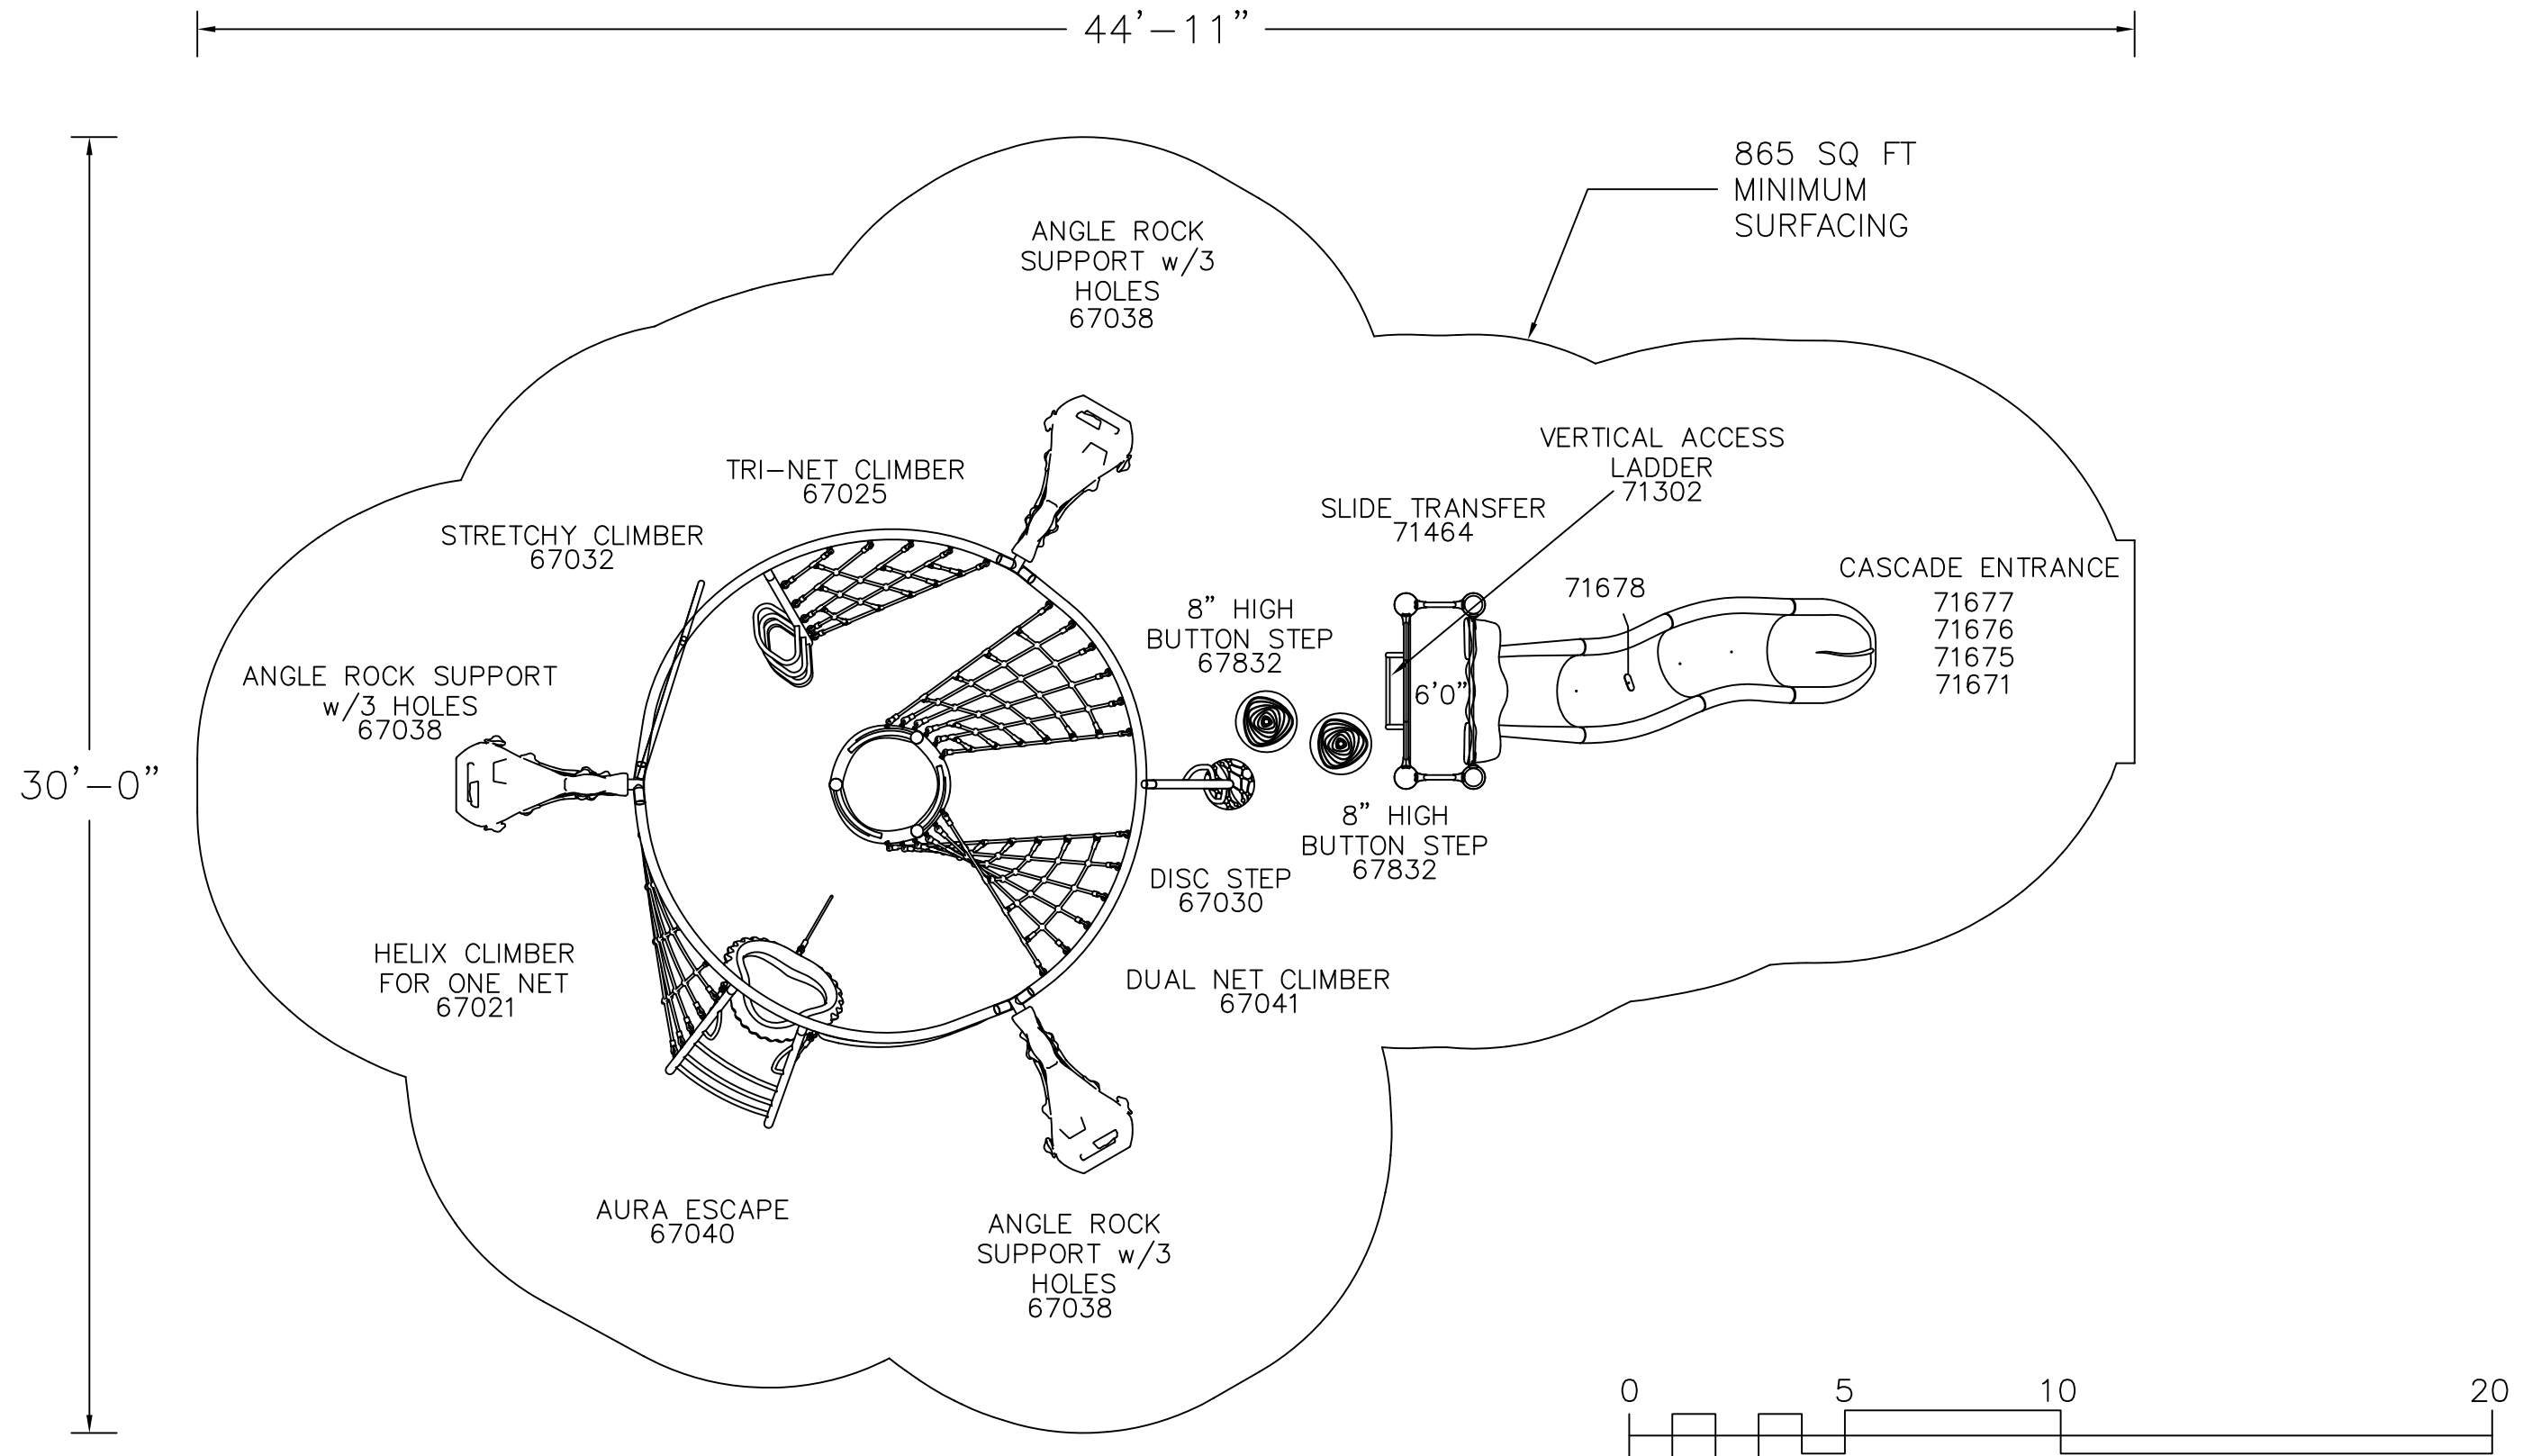 44'-11"
865 SQ FT
MINIMUM
SURFACING
ANGLE ROCK
SUPPORT w/3
HOLES
67038
VERTICAL ACCESS
LADDER
71302
TRI-NET CLIMBER
67025
SLIDE TRANSFER
71464
STRETCHY CLIMBER
67032
CASCADE ENTRANCE
71677
71676
71675
71671
71678
8" HIGH
BUTTON STEP
67832
ANGLE ROCK SUPPORT
w/3 HOLES
67038
6'0"
30'-0"
8" HIGH
BUTTON STEP
67832
DISC STEP
67030
HELIX CLIMBER
FOR ONE NET
67021
DUAL NET CLIMBER
67041
AURA ESCAPE
67040
ANGLE ROCK
SUPPORT w/3
HOLES
67038
0 5 10 20